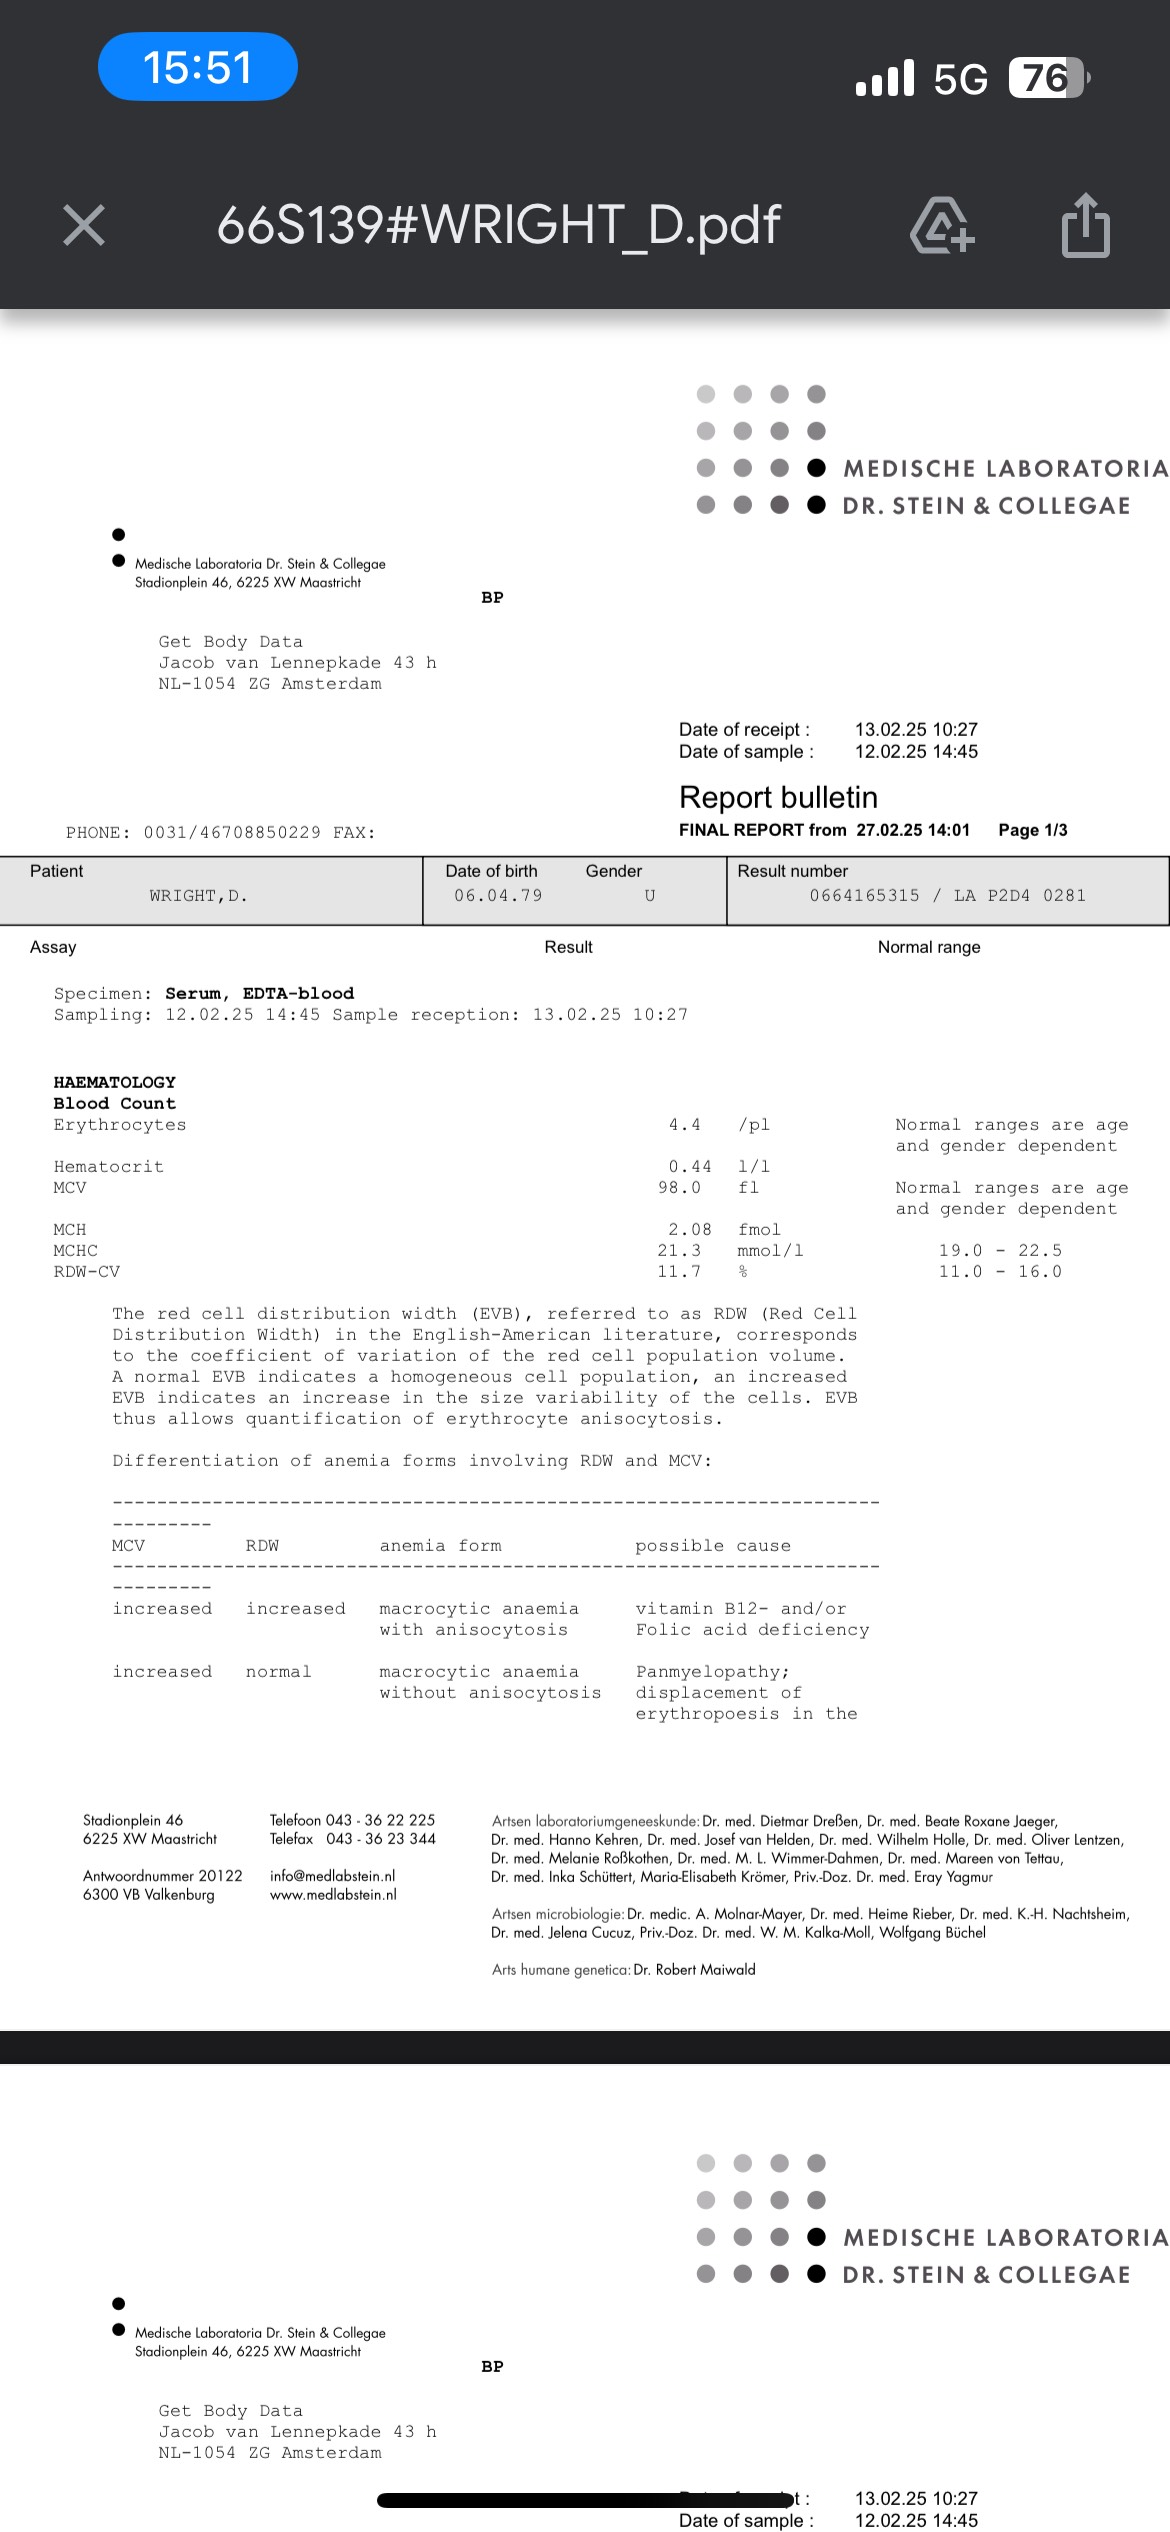 15:51
5G 76
66S139#WRIGHT_D.pdf
MEDISCHE LABORATORIA
DR. STEIN & COLLEGAE
Medische Laboratoria Dr. Stein & Collegae
Stadionplein 46, 6225 XW Maastricht
BP
Get Body Data
Jacob van Lennepkade 43 h
NL-1054 ZG Amsterdam
Date of receipt : 13.02.25 10:27
Date of sample : 12.02.25 14:45
Report bulletin
PHONE: 0031/46708850229 FAX:
FINAL REPORT from 27.02.25 14:01 Page 1/3
Patient Date of birth Gender Result number
WRIGHT,D. 06.04.79 U 0664165315 / LA P2D4 0281
Assay Result Normal range
Specimen: Serum, EDTA-blood
Sampling: 12.02.25 14:45 Sample reception: 13.02.25 10:27
HAEMATOLOGY
Blood Count
Erythrocytes 4.4 /pl Normal ranges are age
and gender dependent
Hematocrit 0.44 l/l
MCV 98.0 fl Normal ranges are age
and gender dependent
MCH 2.08 fmol
MCHC 21.3 mmol/l 19.0 - 22.5
RDW-CV 11.7 % 11.0 - 16.0
The red cell distribution width (EVB), referred to as RDW (Red Cell
Distribution Width) in the English-American literature, corresponds
to the coefficient of variation of the red cell population volume.
A normal EVB indicates a homogeneous cell population, an increased
EVB indicates an increase in the size variability of the cells. EVB
thus allows quantification of erythrocyte anisocytosis.
Differentiation of anemia forms involving RDW and MCV:
---------------------------------------------------------------------
---------
MCV RDW anemia form possible cause
---------------------------------------------------------------------
---------
increased increased macrocytic anaemia vitamin B12- and/or
with anisocytosis Folic acid deficiency
increased normal macrocytic anaemia Panmyelopathy;
without anisocytosis displacement of
erythropoesis in the
Stadionplein 46
6225 XW Maastricht
Antwoordnummer 20122
6300 VB Valkenburg
Telefoon 043 - 36 22 225
Telefax 043 - 36 23 344
info@medlabstein.nl
www.medlabstein.nl
Artsen laboratoriumgeneeskunde: Dr. med. Dietmar Dreßen, Dr. med. Beate Roxane Jaeger,
Dr. med. Hanno Kehren, Dr. med. Josef van Helden, Dr. med. Wilhelm Holle, Dr. med. Oliver Lentzen,
Dr. med. Melanie Roßkothen, Dr. med. M. L. Wimmer-Dahmen, Dr. med. Mareen von Tettau,
Dr. med. Inka Schüttert, Maria-Elisabeth Krömer, Priv.-Doz. Dr. med. Eray Yagmur
Artsen microbiologie: Dr. medic. A. Molnar-Mayer, Dr. med. Heime Rieber, Dr. med. K.-H. Nachtsheim,
Dr. med. Jelena Cucuz, Priv.-Doz. Dr. med. W. M. Kalka-Moll, Wolfgang Büchel
Arts humane genetica: Dr. Robert Maiwald
MEDISCHE LABORATORIA
DR. STEIN & COLLEGAE
Medische Laboratoria Dr. Stein & Collegae
Stadionplein 46, 6225 XW Maastricht
BP
Get Body Data
Jacob van Lennepkade 43 h
NL-1054 ZG Amsterdam
13.02.25 10:27
Date of sample : 12.02.25 14:45